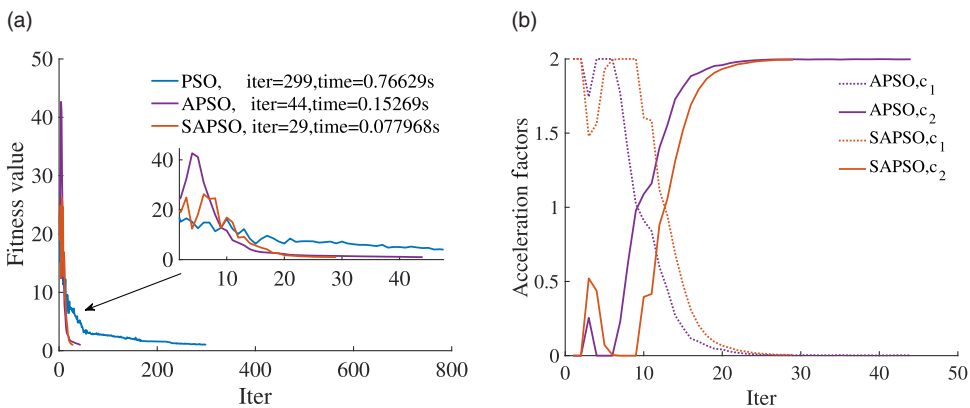 (a)
50
40
30
20
10
0
Fitness value
0
200
400
600
800
Iter
PSO, iter=299,time=0.76629s
APSO, iter=44,time=0.15269s
SAPSO, iter=29,time=0.077968s
40
20
0
10
20
30
40
(b)
2
1.5
1
0.5
0
Acceleration factors
0
10
20
30
40
50
Iter
APSO,c1
APSO,c2
SAPSO,c1
SAPSO,c2